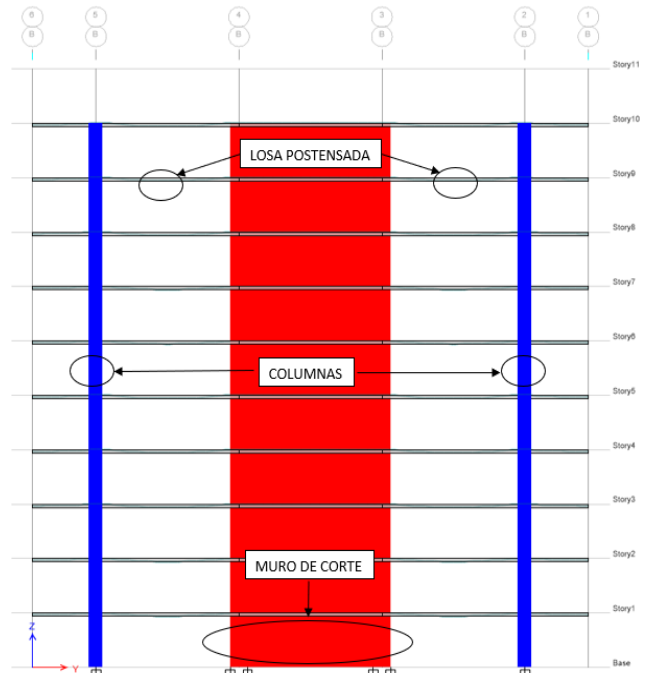 6 5 4 3 2 1
B B B B B B
Story11
Story10
LOSA POSTENSADA
Story9
Story8
Story7
Story6
COLUMNAS
Story5
Story4
Story3
Story2
MURO DE CORTE
Story1
Z
Y
Base